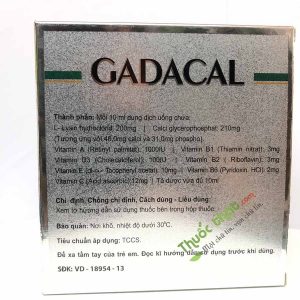 GADACAL
Thành phần: Mỗi 10 ml dung dịch uống chứa:
L- Lysin hydroclorid 200mg | Calci glycerophosphat: 210mg
(Tương ứng với 40,0mg calci và 31,0mg phospho).
Vitamin A (Retinyl palmitat): 1000IU | Vitamin B1 (Thiamin nitrat): 3mg
Vitamin D3 (Cholecalciferol): 100IU | Vitamin B2 ( Riboflavin): 3mg
Vitamin E (dl-α- Tocopheryl acetat): 10mg | Vitamin B6 (Pyridoxin. HCl): 2mg
Vitamin C (Acid ascorbic): 12mg | Tá dược vừa đủ 10ml
Chỉ định, Chống chỉ định, Cách dùng - Liều dùng:
Xem tờ hướng dẫn sử dụng thuốc bên trong hộp thuốc.
Bảo quản: Nơi khô, nhiệt độ dưới 30°C.
Tiêu chuẩn áp dụng: TCCS.
Để xa tầm tay của trẻ em. Đọc kĩ hướng dẫn sử dụng trước khi dùng.
SĐK: VD - 18954 - 13